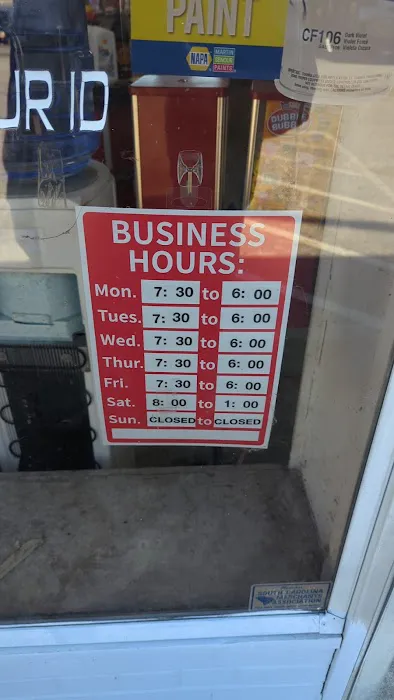 PAINT
NAPA MARTIN SENOUR PAINTS
CF106
UR ID
DUBBLE BUBBLE
BUSINESS
HOURS:
Mon. 7: 30 to 6: 00
Tues. 7: 30 to 6: 00
Wed. 7: 30 to 6: 00
Thur. 7: 30 to 6: 00
Fri. 7: 30 to 6: 00
Sat. 8: 00 to 1: 00
Sun. CLOSED to CLOSED
SOUTH CAROLINA
MERCHANTS
ASSOCIATION